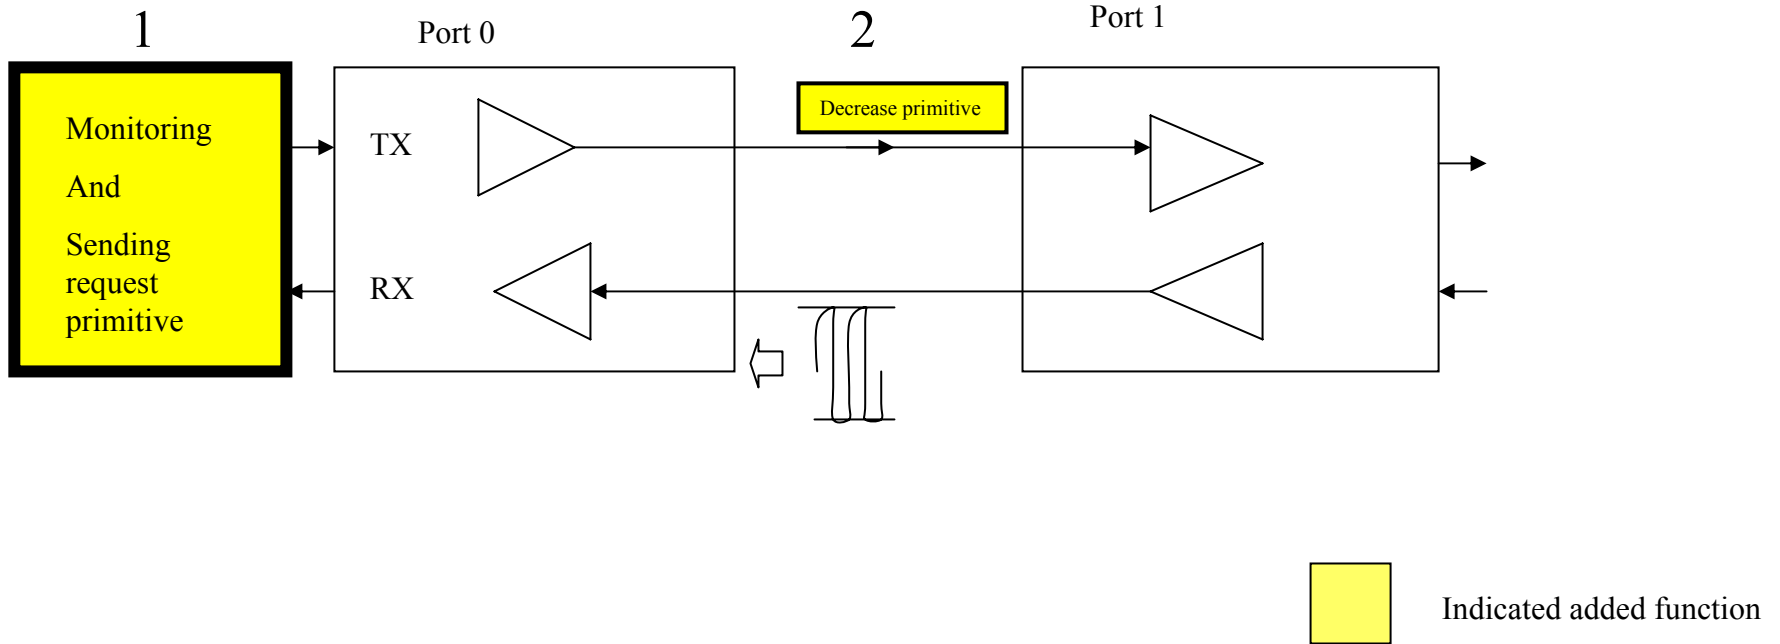 1
Port 0
2
Port 1
Monitoring
And
Sending
request
primitive
TX
RX
Decrease primitive
Indicated added function